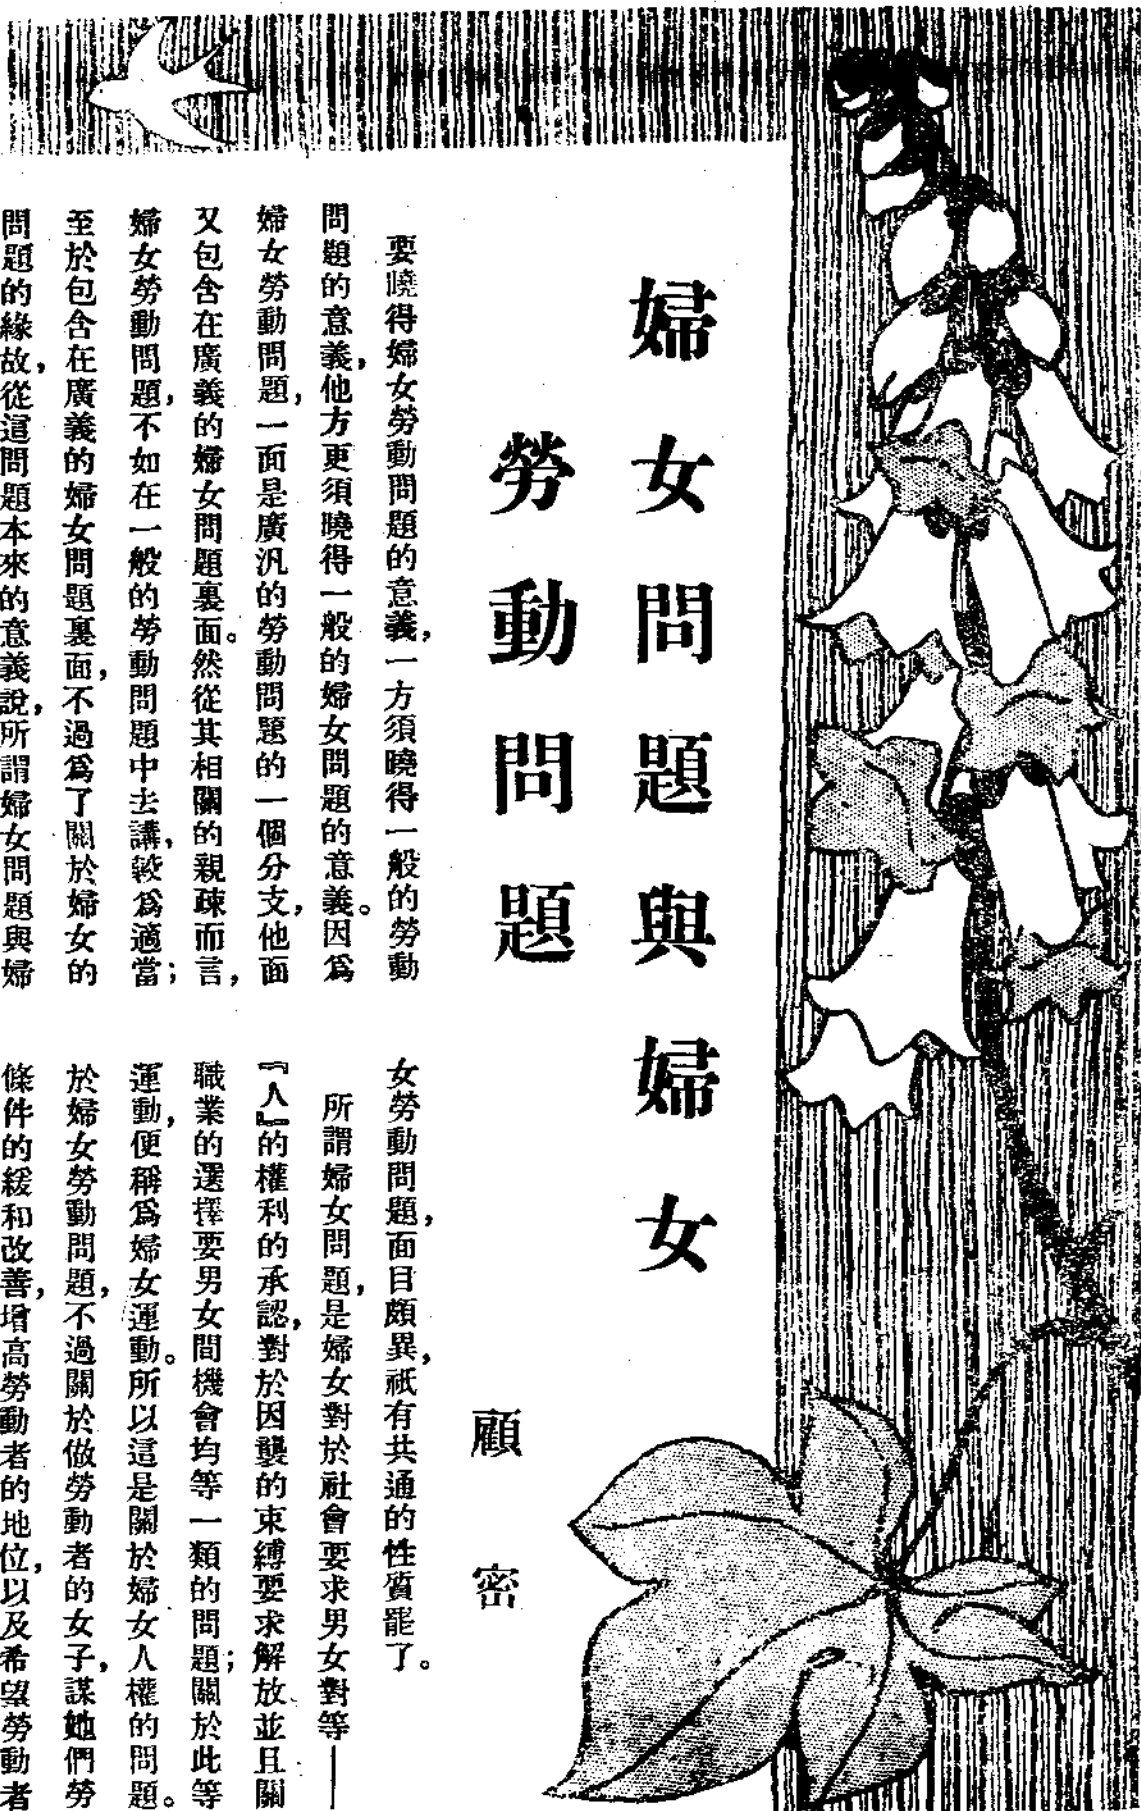 婦女問題與婦女
勞動問題
顧密
要曉得婦女勞動問題的意義，一方須曉得一般的勞動
問題的意義，他方更須曉得一般的婦女問題的意義。因爲
婦女勞動問題，一面是廣汎的勞動問題的一個分支，他面
又包含在廣義的婦女問題裏面。然從其相關的親疎而言，
婦女勞動問題，不如在一般的勞動問題中去講，較爲適當；
至於包含在廣義的婦女問題裏面，不過爲了關於婦女的
問題的緣故，從這問題本來的意義說，所謂婦女問題與婦
女勞動問題，面目頗異，祇有共通的性質罷了。
所謂婦女問題，是婦女對於社會要求男女對等——
『人』的權利的承認，對於因襲的束縛要求解放、並且關
職業的選擇要男女間機會均等一類的問題；關於此等
運動，便稱爲婦女運動。所以這是關於婦女人權的問題。
於婦女勞動問題，不過關於做勞動者的女子，謀她們勞
條件的緩和改善，增高勞動者的地位，以及希望勞動者